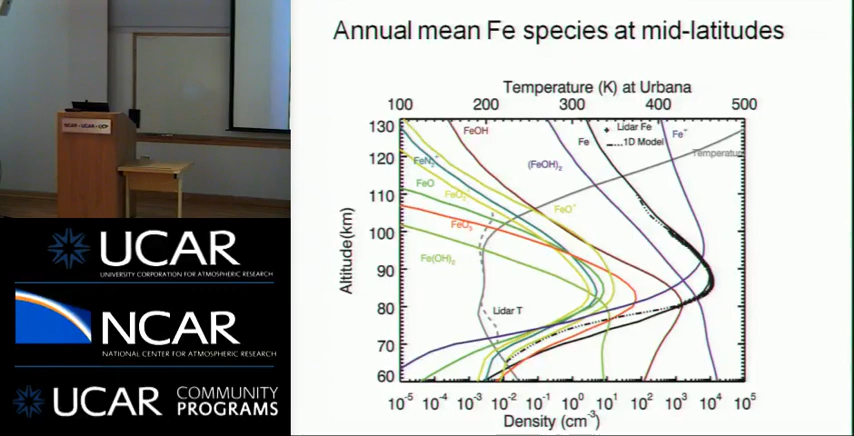 Annual mean Fe species at mid-latitudes
Temperature (K) at Urbana
100 200 300 400 500
130
120
110
100
90
80
70
60
Altitude(km)
FeOH
Fe
Lidar Fe
1D Model
Fe⁺
Temperature
FeN₂⁺
(FeOH)₂
FeO
FeO₂⁺
FeO⁺
FeO₃
Fe(OH)₂
Lidar T
10⁻⁵ 10⁻⁴ 10⁻³ 10⁻² 10⁻¹ 10⁰ 10¹ 10² 10³ 10⁴ 10⁵
Density (cm⁻³)
NCAR - UCAR - UCP
UCAR
UNIVERSITY CORPORATION FOR ATMOSPHERIC RESEARCH
NCAR
NATIONAL CENTER FOR ATMOSPHERIC RESEARCH
UCAR COMMUNITY
PROGRAMS